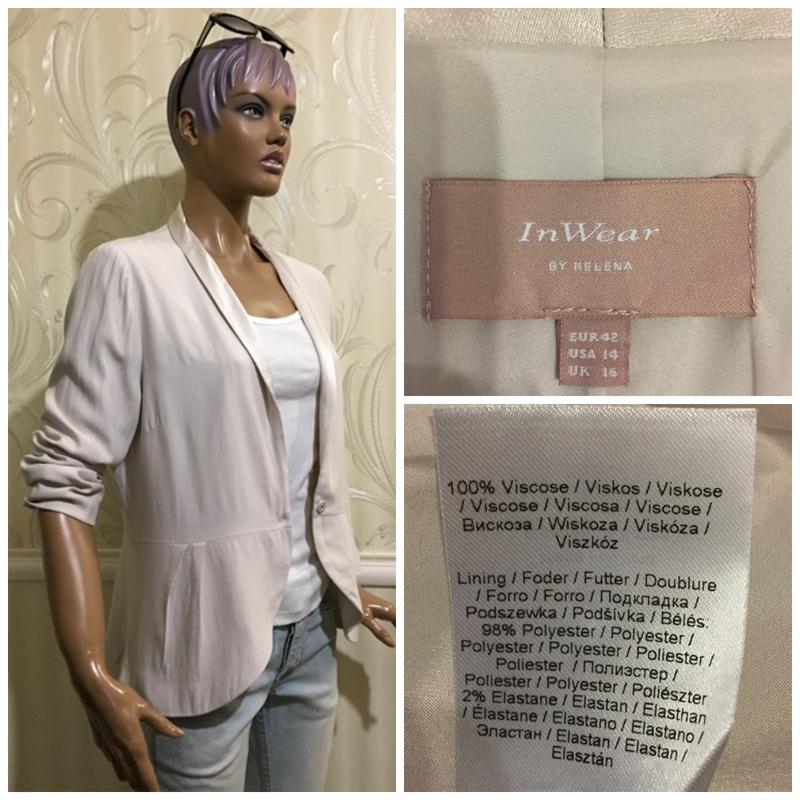 InWear
BY HELENA
EUR 42
USA 14
UK 16
100% Viscose / Viskos / Viskose
/ Viscose / Viscosa / Viscose /
Вискоза / Wiskoza / Viskóza /
Viszkóz
Lining / Foder / Futter / Doublure
/ Forro / Forro / Подкладка /
Podszewka / Podšívka / Bélés:
98% Polyester / Polyester /
Polyester / Polyester / Poliester /
Poliester / Полиэстер /
Poliester / Polyester / Poliészter
2% Elastane / Elastan / Elasthan
/ Élastane / Elastano / Elastano /
Эластан / Elastan / Elastan /
Elasztán